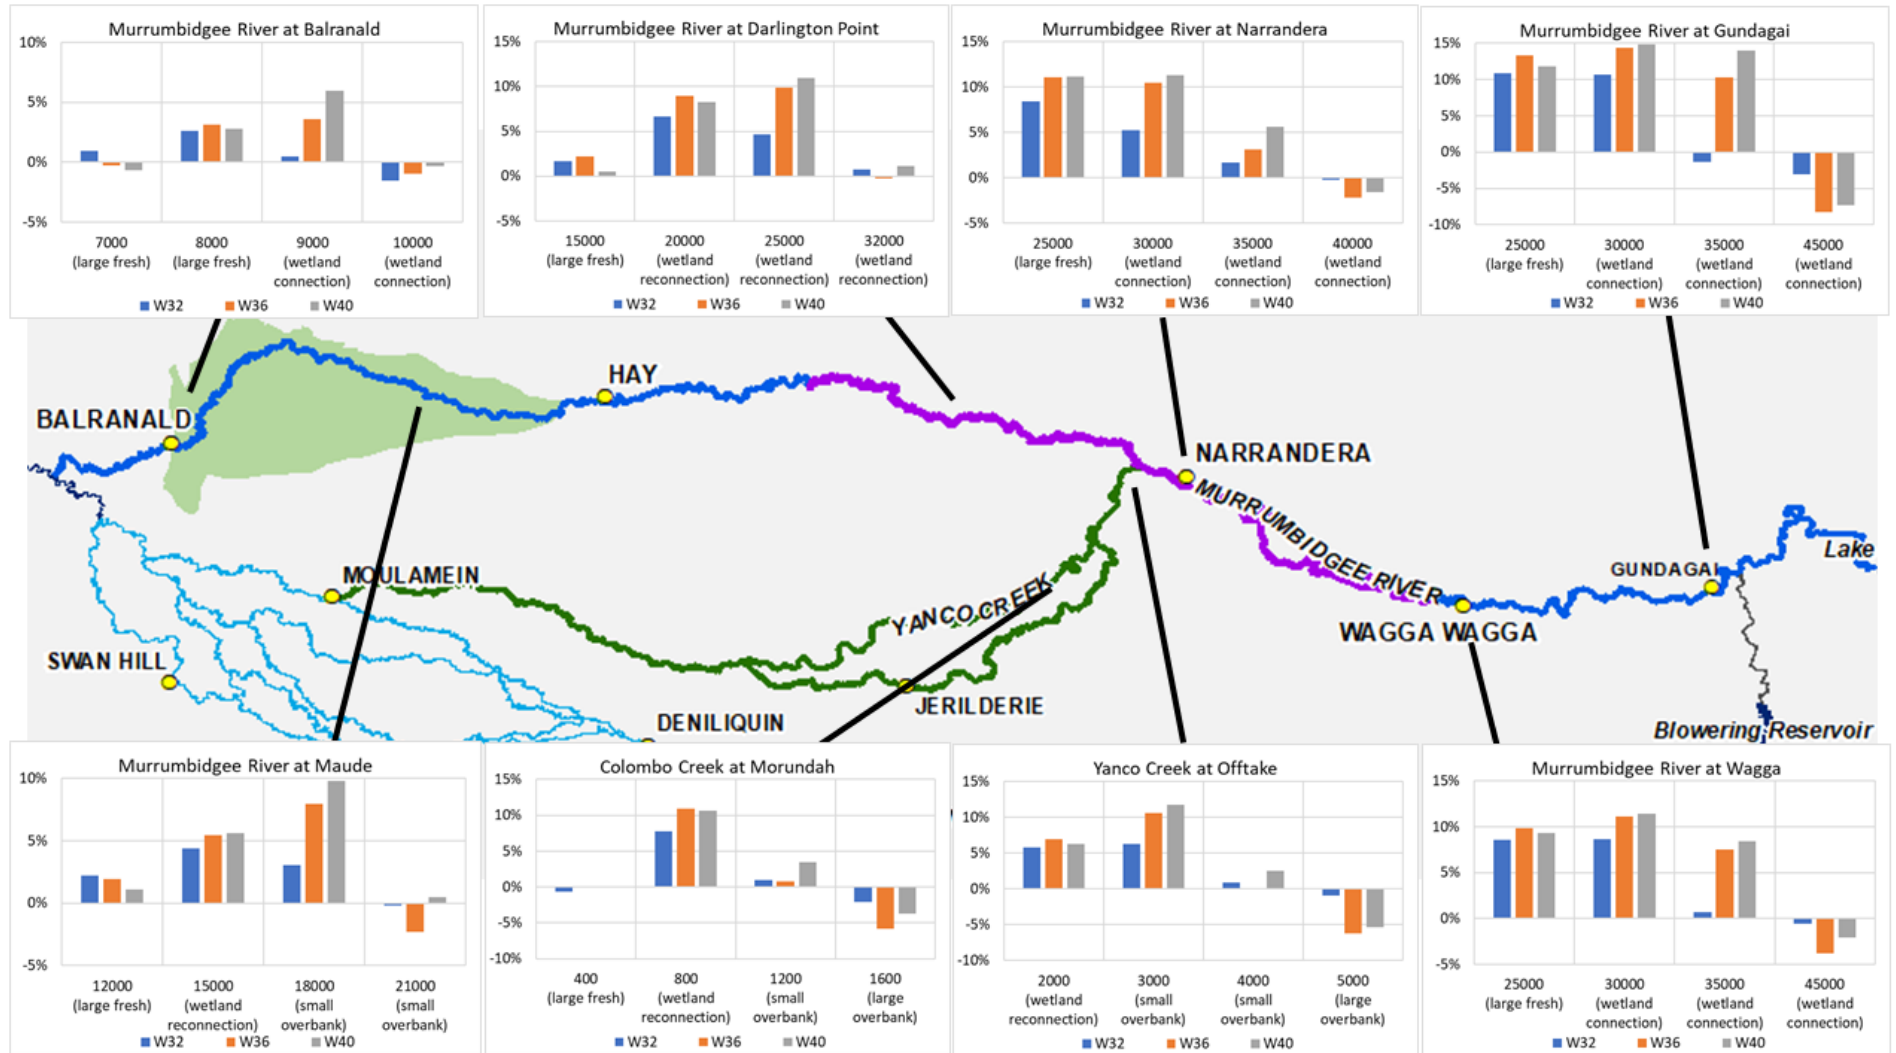 Murrumbidgee River at Balranald
10%
5%
0%
-5%
7000 8000 9000 10000
(large fresh) (large fresh) (wetland (wetland
connection) connection)
W32 W36 W40
Murrumbidgee River at Darlington Point
15%
10%
5%
0%
-5%
15000 20000 25000 32000
(large fresh) (wetland (wetland (wetland
reconnection) reconnection) reconnection)
W32 W36 W40
Murrumbidgee River at Narrandera
15%
10%
5%
0%
-5%
25000 30000 35000 40000
(large fresh) (wetland (wetland (wetland
connection) connection) connection)
W32 W36 W40
Murrumbidgee River at Gundagai
15%
10%
5%
0%
-5%
-10%
25000 30000 35000 45000
(large fresh) (wetland (wetland (wetland
connection) connection) connection)
W32 W36 W40
HAY
BALRANALD
NARRANDERA
MURRUMBIDGEE RIVER
Lake
GUNDAGAI
MOULAMEIN
YANCO CREEK
WAGGA WAGGA
SWAN HILL
JERILDERIE
DENILIQUIN
Blowering Reservoir
Murrumbidgee River at Maude
10%
5%
0%
-5%
12000 15000 18000 21000
(large fresh) (wetland (small (small
reconnection) overbank) overbank)
W32 W36 W40
Colombo Creek at Morundah
15%
10%
5%
0%
-5%
-10%
400 800 1200 1600
(large fresh) (wetland (small (large
reconnection) overbank) overbank)
W32 W36 W40
Yanco Creek at Offtake
15%
10%
5%
0%
-5%
-10%
2000 3000 4000 5000
(wetland (small (small (large
reconnection) overbank) overbank) overbank)
W32 W36 W40
Murrumbidgee River at Wagga
15%
10%
5%
0%
-5%
25000 30000 35000 45000
(large fresh) (wetland (wetland (wetland
connection) connection) connection)
W32 W36 W40